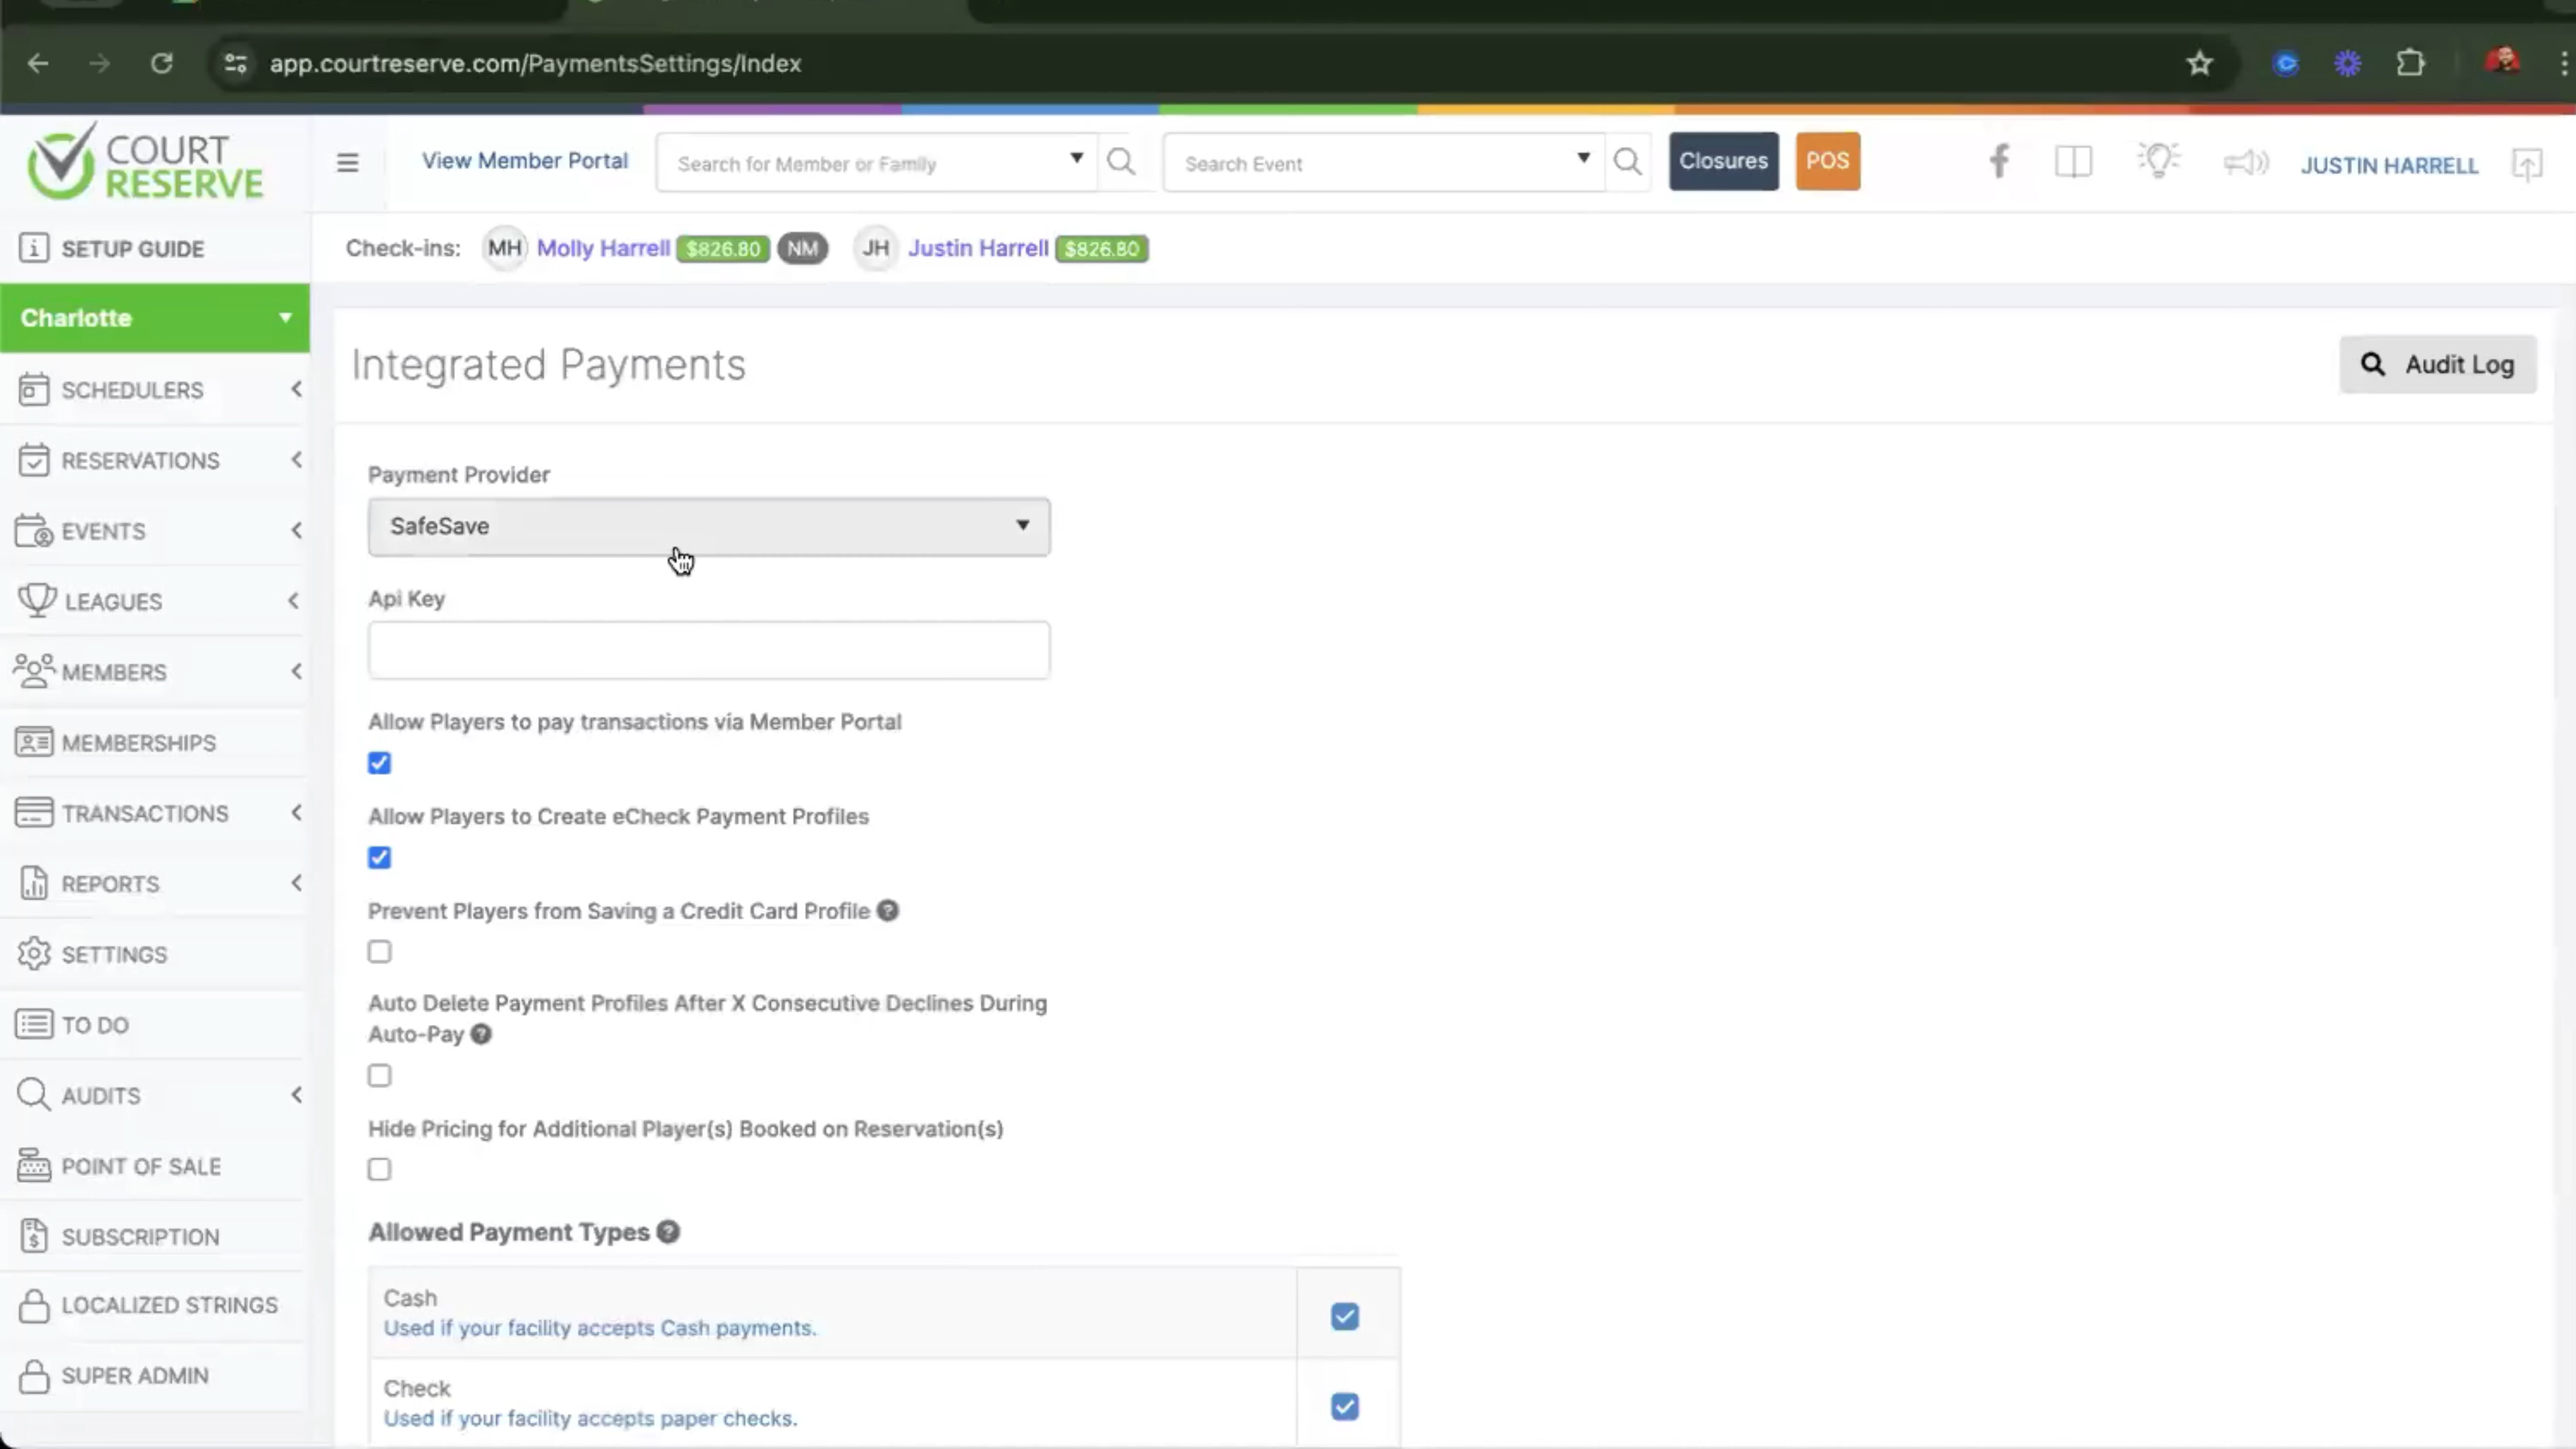 app.courtreserve.com/PaymentsSettings/Index
COURT
RESERVE
View Member Portal
Search for Member or Family
Search Event
Closures
POS
JUSTIN HARRELL
SETUP GUIDE
Check-ins: MH Molly Harrell $826.80 NM JH Justin Harrell $826.80
Charlotte
SCHEDULERS
RESERVATIONS
EVENTS
LEAGUES
MEMBERS
MEMBERSHIPS
TRANSACTIONS
REPORTS
SETTINGS
TO DO
AUDITS
POINT OF SALE
SUBSCRIPTION
LOCALIZED STRINGS
SUPER ADMIN
Integrated Payments
Audit Log
Payment Provider
SafeSave
Api Key
Allow Players to pay transactions via Member Portal
Allow Players to Create eCheck Payment Profiles
Prevent Players from Saving a Credit Card Profile
Auto Delete Payment Profiles After X Consecutive Declines During
Auto-Pay
Hide Pricing for Additional Player(s) Booked on Reservation(s)
Allowed Payment Types
Cash
Used if your facility accepts Cash payments.
Check
Used if your facility accepts paper checks.